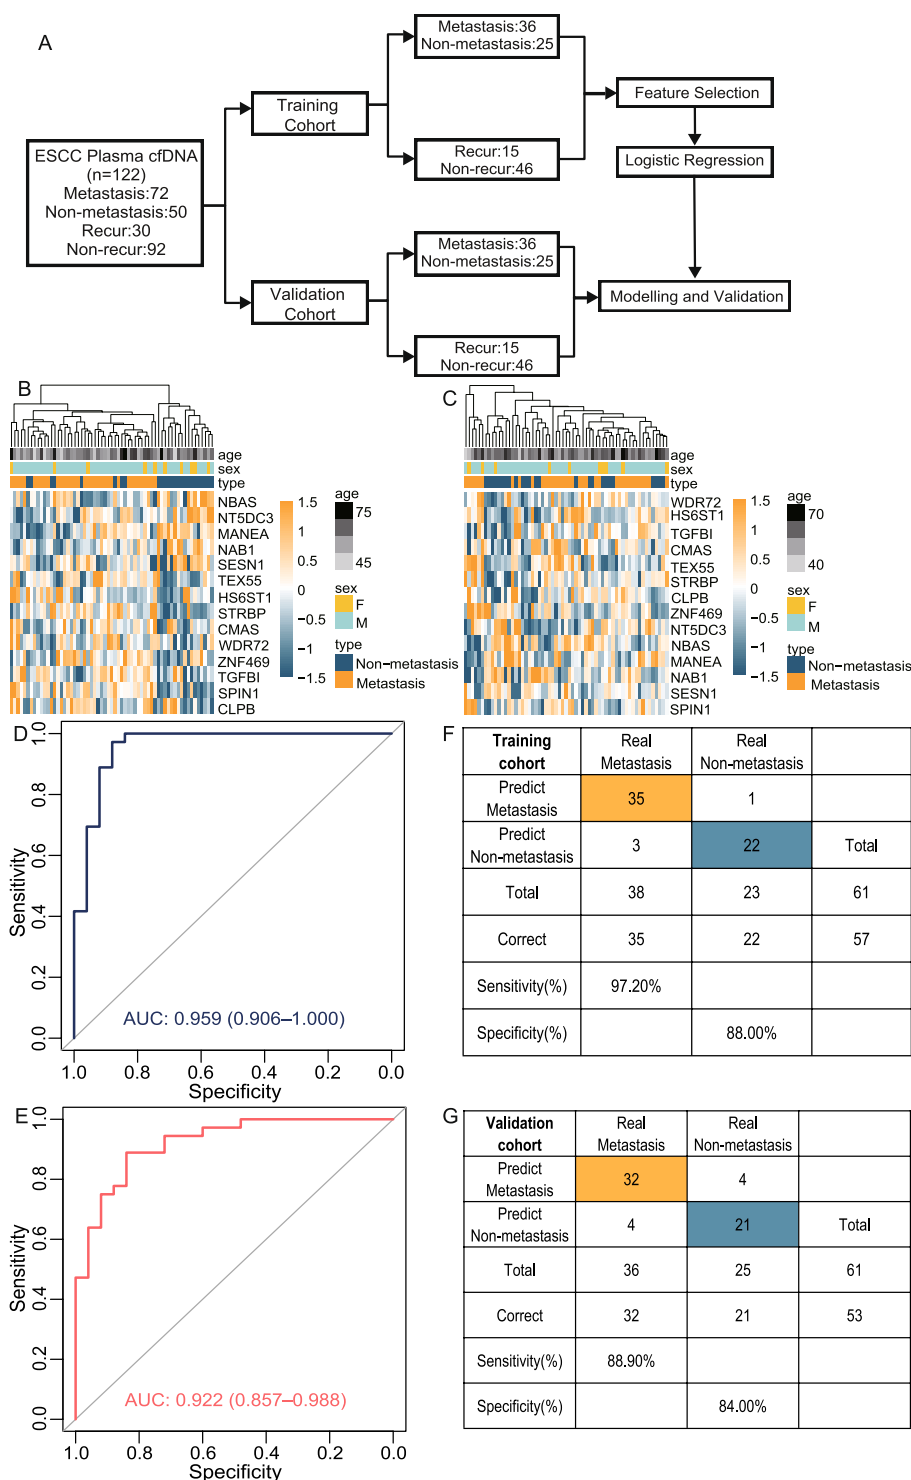 A
ESCC Plasma cfDNA
(n=122)
Metastasis:72
Non-metastasis:50
Recur:30
Non-recur:92
Training
Cohort
Validation
Cohort
Metastasis:36
Non-metastasis:25
Recur:15
Non-recur:46
Metastasis:36
Non-metastasis:25
Recur:15
Non-recur:46
Feature Selection
Logistic Regression
Modelling and Validation
B
age
sex
type
NBAS
NT5DC3
MANEA
NAB1
SESN1
TEX55
HS6ST1
STRBP
CMAS
WDR72
ZNF469
TGFBI
SPIN1
CLPB
1.5
1
0.5
0
−0.5
−1
−1.5
age
75
45
sex
F
M
type
Non-metastasis
Metastasis
C
age
sex
type
WDR72
HS6ST1
TGFBI
CMAS
TEX55
STRBP
CLPB
ZNF469
NT5DC3
NBAS
MANEA
NAB1
SESN1
SPIN1
1.5
1
0.5
0
−0.5
−1
−1.5
age
70
40
sex
F
M
type
Non-metastasis
Metastasis
D
Sensitivity
1.0
0.8
0.6
0.4
0.2
0.0
AUC: 0.959 (0.906–1.000)
1.0 0.8 0.6 0.4 0.2 0.0
Specificity
E
Sensitivity
1.0
0.8
0.6
0.4
0.2
0.0
AUC: 0.922 (0.857–0.988)
1.0 0.8 0.6 0.4 0.2 0.0
Specificity
F
Training cohort Real Metastasis Real Non-metastasis
Predict Metastasis 35 1
Predict Non-metastasis 3 22 Total
Total 38 23 61
Correct 35 22 57
Sensitivity(%) 97.20%
Specificity(%) 88.00%
G
Validation cohort Real Metastasis Real Non-metastasis
Predict Metastasis 32 4
Predict Non-metastasis 4 21 Total
Total 36 25 61
Correct 32 21 53
Sensitivity(%) 88.90%
Specificity(%) 84.00%